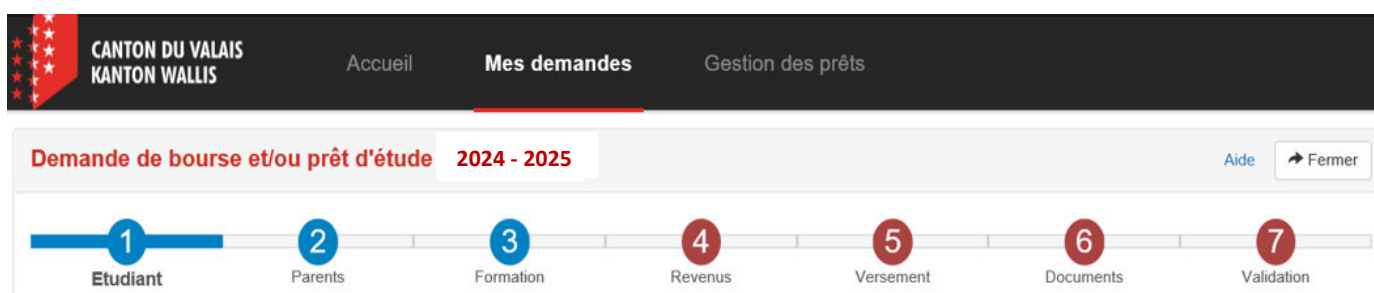 CANTON DU VALAIS
KANTON WALLIS
Accueil Mes demandes Gestion des prêts
Demande de bourse et/ou prêt d'étude 2024 - 2025 Aide Fermer
1 2 3 4 5 6 7
Etudiant Parents Formation Revenus Versement Documents Validation